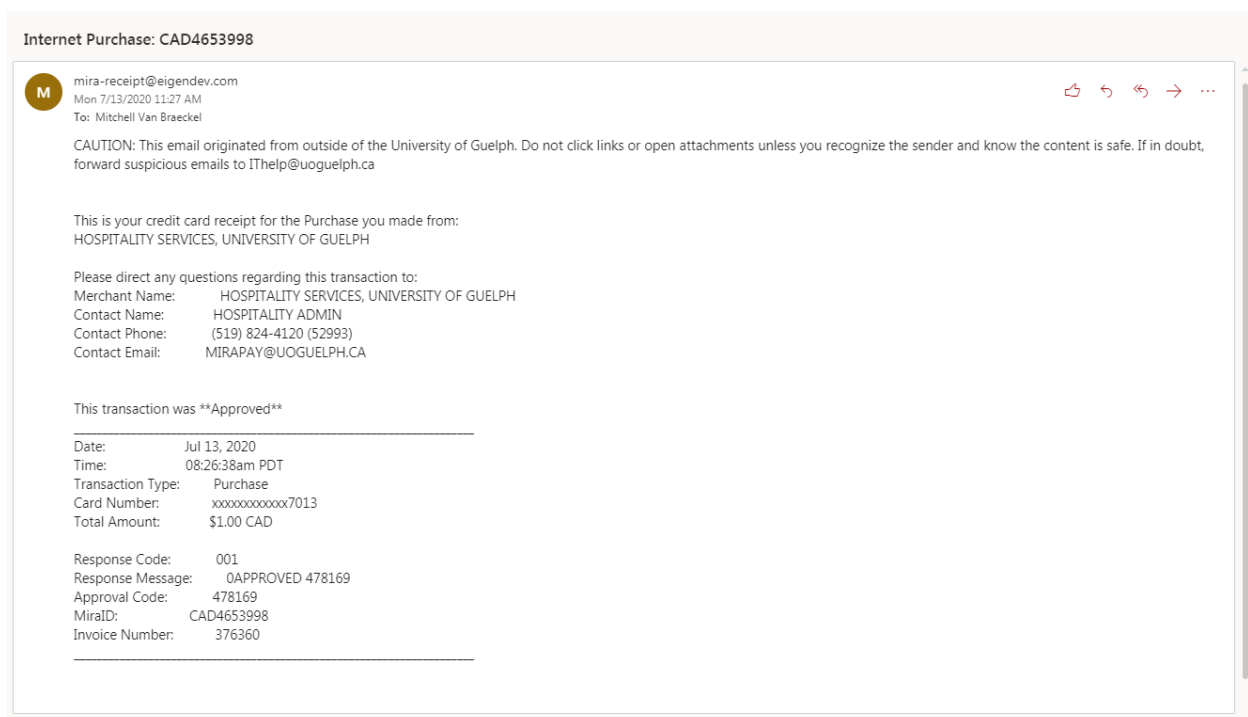 Internet Purchase: CAD4653998
M
mira-receipt@eigendev.com
Mon 7/13/2020 11:27 AM
To: Mitchell Van Braeckel
CAUTION: This email originated from outside of the University of Guelph. Do not click links or open attachments unless you recognize the sender and know the content is safe. If in doubt,
forward suspicious emails to IThelp@uoguelph.ca
This is your credit card receipt for the Purchase you made from:
HOSPITALITY SERVICES, UNIVERSITY OF GUELPH
Please direct any questions regarding this transaction to:
Merchant Name: HOSPITALITY SERVICES, UNIVERSITY OF GUELPH
Contact Name: HOSPITALITY ADMIN
Contact Phone: (519) 824-4120 (52993)
Contact Email: MIRAPAY@UOGUELPH.CA
This transaction was **Approved**
Date: Jul 13, 2020
Time: 08:26:38am PDT
Transaction Type: Purchase
Card Number: xxxxxxxxxxxx7013
Total Amount: $1.00 CAD
Response Code: 001
Response Message: 0APPROVED 478169
Approval Code: 478169
MiraID: CAD4653998
Invoice Number: 376360